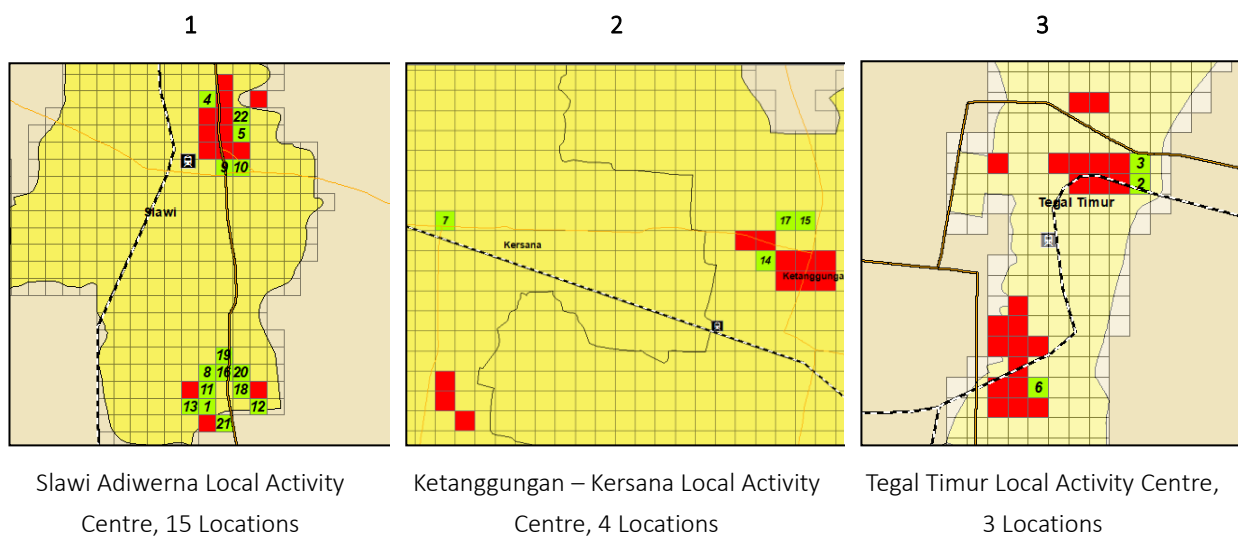 1
2
3
4
22
5
9 10
Slawi
19
8 16 20
11 18
13 1 12
21
7
Kersana
17 15
14
Ketanggunga
3
2
Tegal Timur
6
Slawi Adiwerna Local Activity
Centre, 15 Locations
Ketanggungan – Kersana Local Activity
Centre, 4 Locations
Tegal Timur Local Activity Centre,
3 Locations